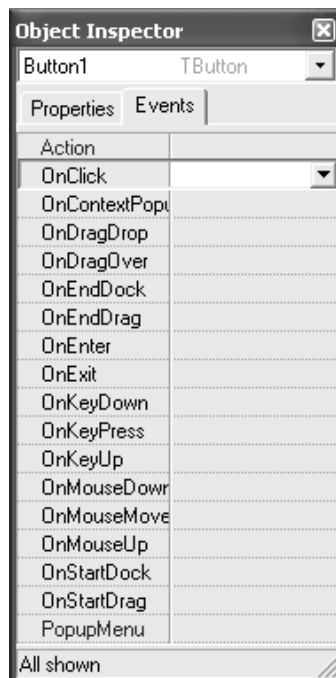 Object Inspector
Button1 TButton
Properties Events
Action
OnClick
OnContextPopu
OnDragDrop
OnDragOver
OnEndDock
OnEndDrag
OnEnter
OnExit
OnKeyDown
OnKeyPress
OnKeyUp
OnMouseDown
OnMouseMove
OnMouseUp
OnStartDock
OnStartDrag
PopupMenu
All shown